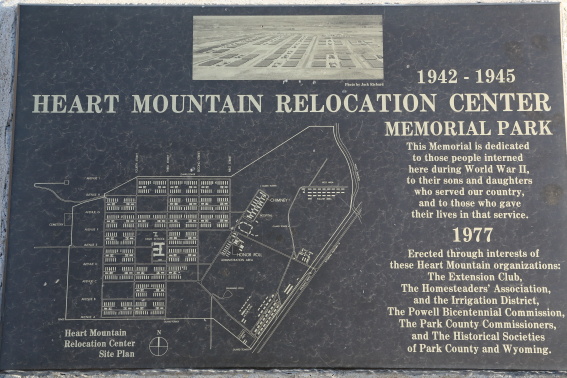 Photo by Jack Richard
1942 - 1945
HEART MOUNTAIN RELOCATION CENTER
MEMORIAL PARK
This Memorial is dedicated
to those people interned
here during World War II,
to their sons and daughters
who served our country,
and to those who gave
their lives in that service.
1977
Erected through interests of
these Heart Mountain organizations:
The Extension Club,
The Homesteaders' Association,
and the Irrigation District,
The Powell Bicentennial Commission,
The Park County Commissioners,
and The Historical Societies
of Park County and Wyoming.
CEMETERY
CHIMNEY
HONOR ROLL
ADMINISTRATION AREA
N
Heart Mountain
Relocation Center
Site Plan